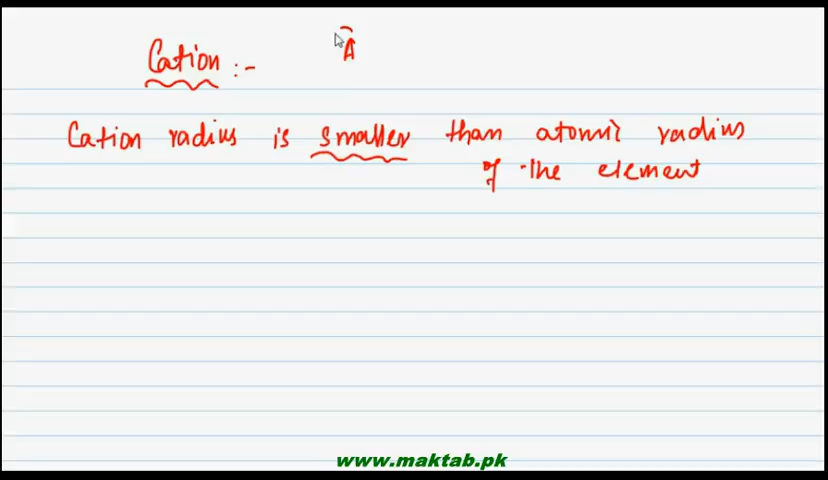 Cation :-
Å
Cation radius is smaller than atomic radius
of the element
www.maktab.pk